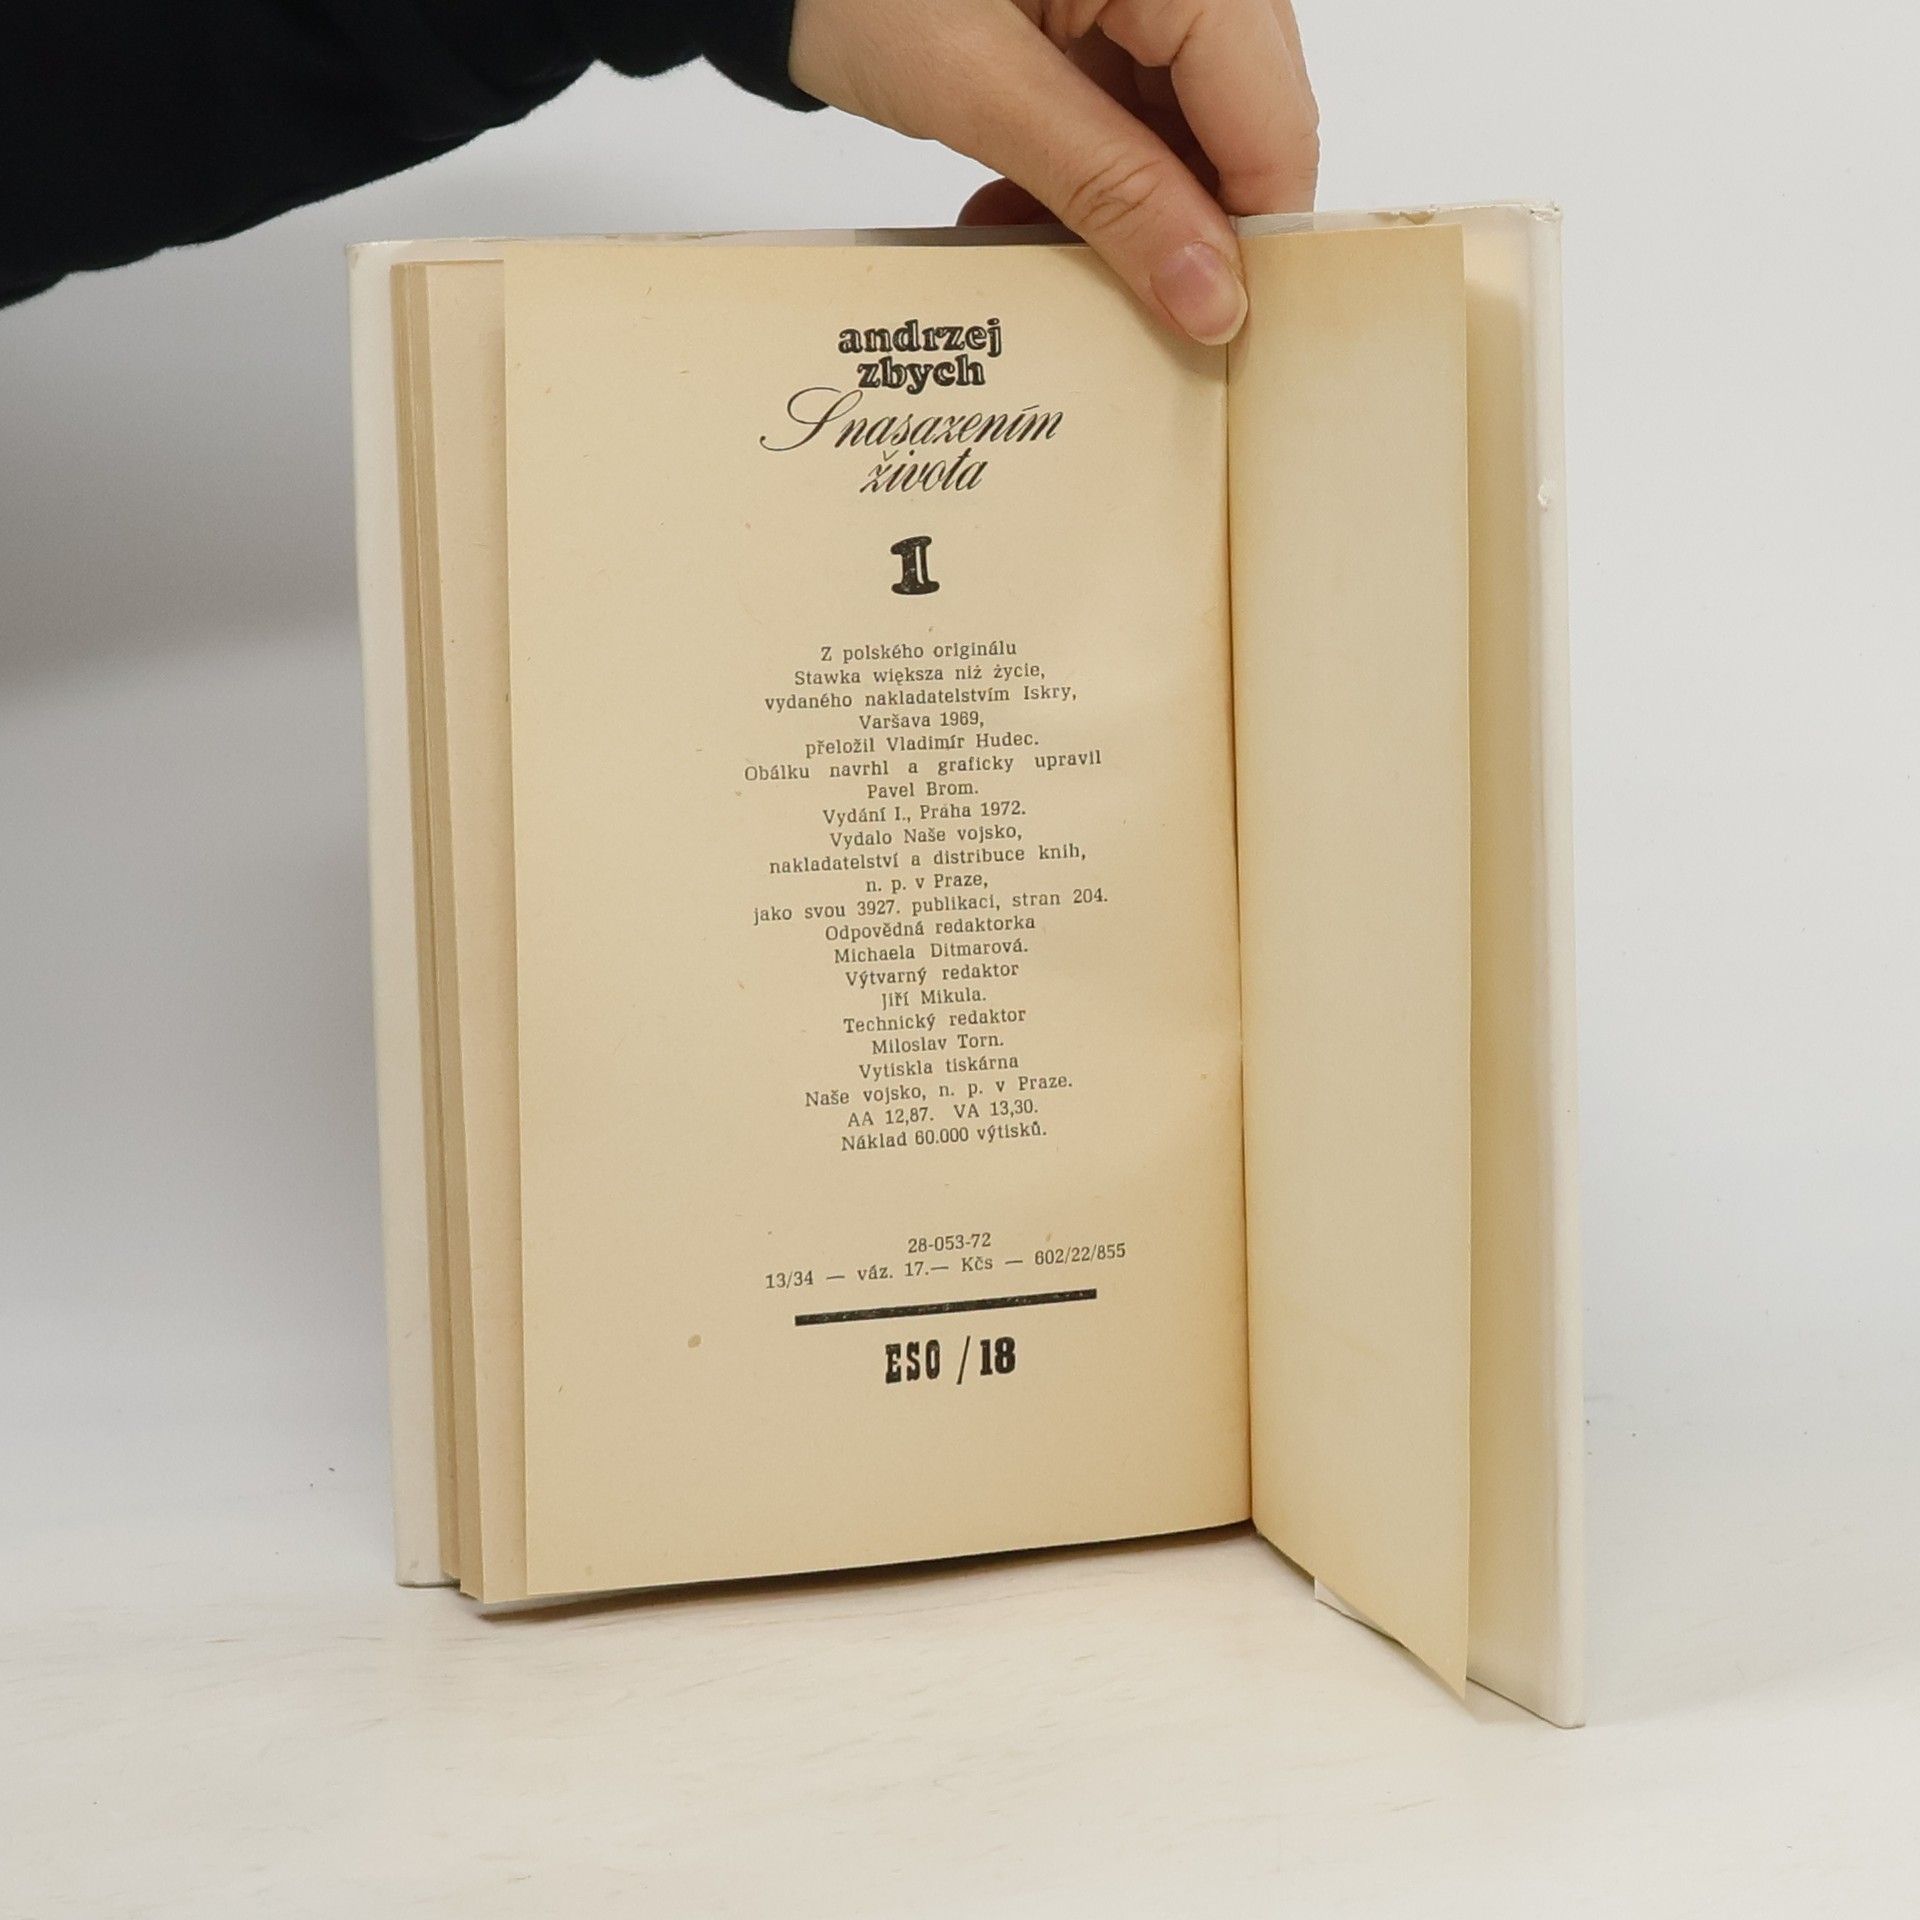 andrzej
zbych
S nasazením
života
1
Z polského originálu
Stawka większa niż życie,
vydaného nakladatelstvím Iskry,
Varšava 1969,
přeložil Vladimír Hudec.
Obálku navrhl a graficky upravil
Pavel Brom.
Vydání I., Praha 1972.
Vydalo Naše vojsko,
nakladatelství a distribuce knih,
n. p. v Praze,
jako svou 3927. publikaci, stran 204.
Odpovědná redaktorka
Michaela Ditmarová.
Výtvarný redaktor
Jiří Mikula.
Technický redaktor
Miloslav Torn.
Vytiskla tiskárna
Naše vojsko, n. p. v Praze.
AA 12,87. VA 13,30.
Náklad 60.000 výtisků.
28-053-72
13/34 — váz. 17.— Kčs — 602/22/855
ESO / 18